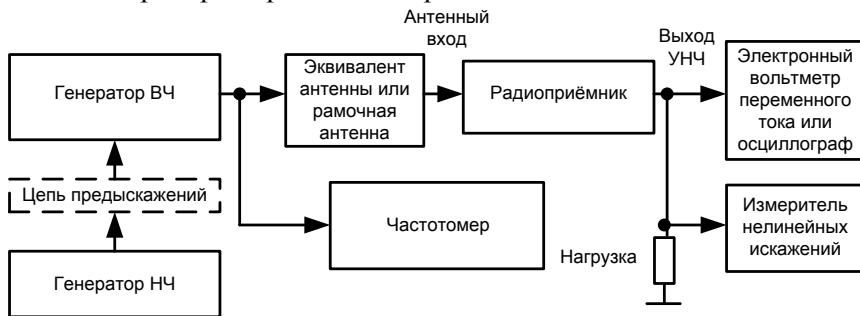 Антенный
вход
Выход
УНЧ
Генератор ВЧ
Эквивалент
антенны или
рамочная
антенна
Радиоприёмник
Электронный
вольтметр
переменного
тока или
осциллограф
Цепь предыскажений
Частотомер
Измеритель
нелинейных
искажений
Нагрузка
Генератор НЧ